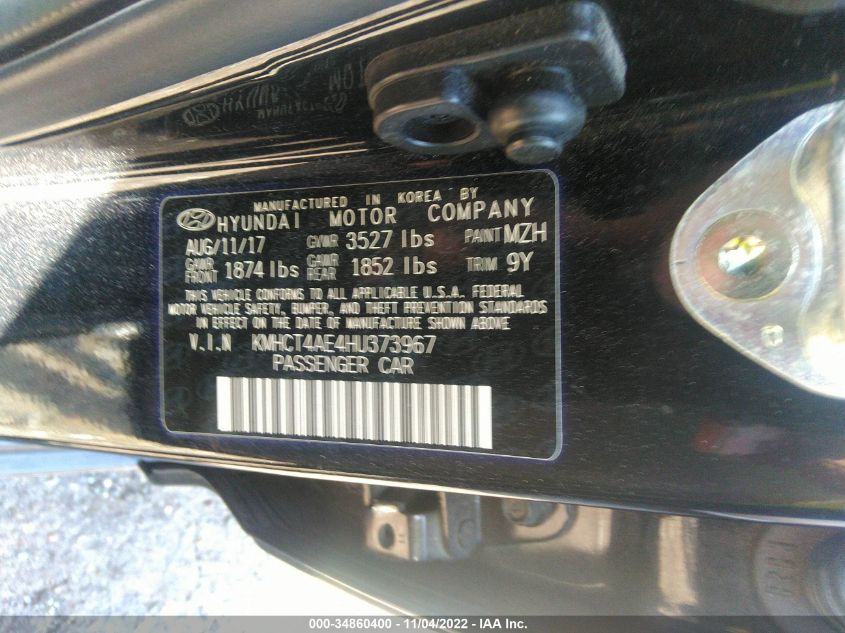 MANUFACTURED IN KOREA BY
HYUNDAI MOTOR COMPANY
AUG/11/17 GVWR 3527 lbs PAINT MZH
GAWR FRONT 1874 lbs GAWR REAR 1852 lbs TRIM 9Y
THIS VEHICLE CONFORMS TO ALL APPLICABLE U.S.A. FEDERAL
MOTOR VEHICLE SAFETY, BUMPER, AND THEFT PREVENTION STANDARDS
IN EFFECT ON THE DATE OF MANUFACTURE SHOWN ABOVE
V.I.N KMHCT4AE4HU373967
PASSENGER CAR
000-34860400 - 11/04/2022 - IAA Inc.